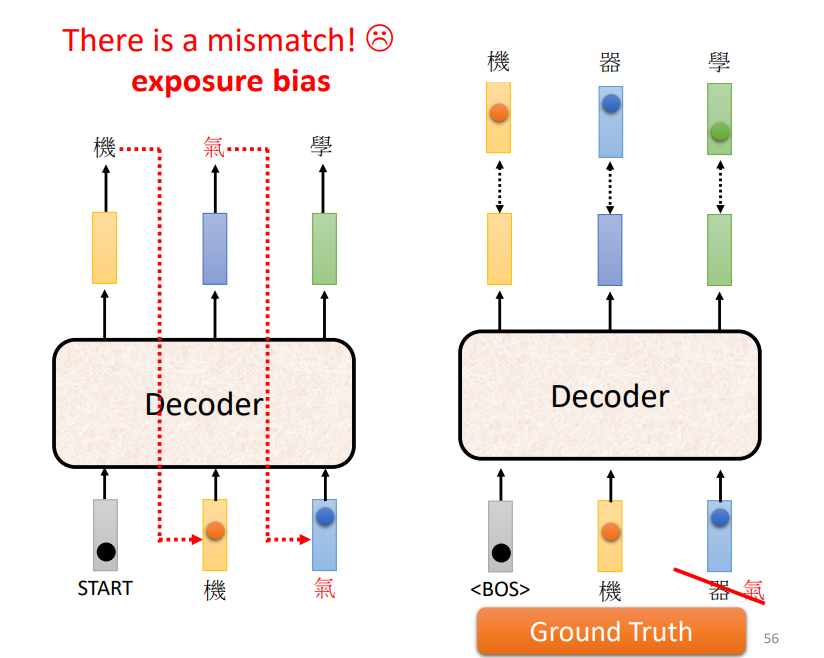 There is a mismatch! ☹
exposure bias
機 氣 學
Decoder
START 機 氣
機 器 學
Decoder
<BOS> 機 器 氣
Ground Truth
56